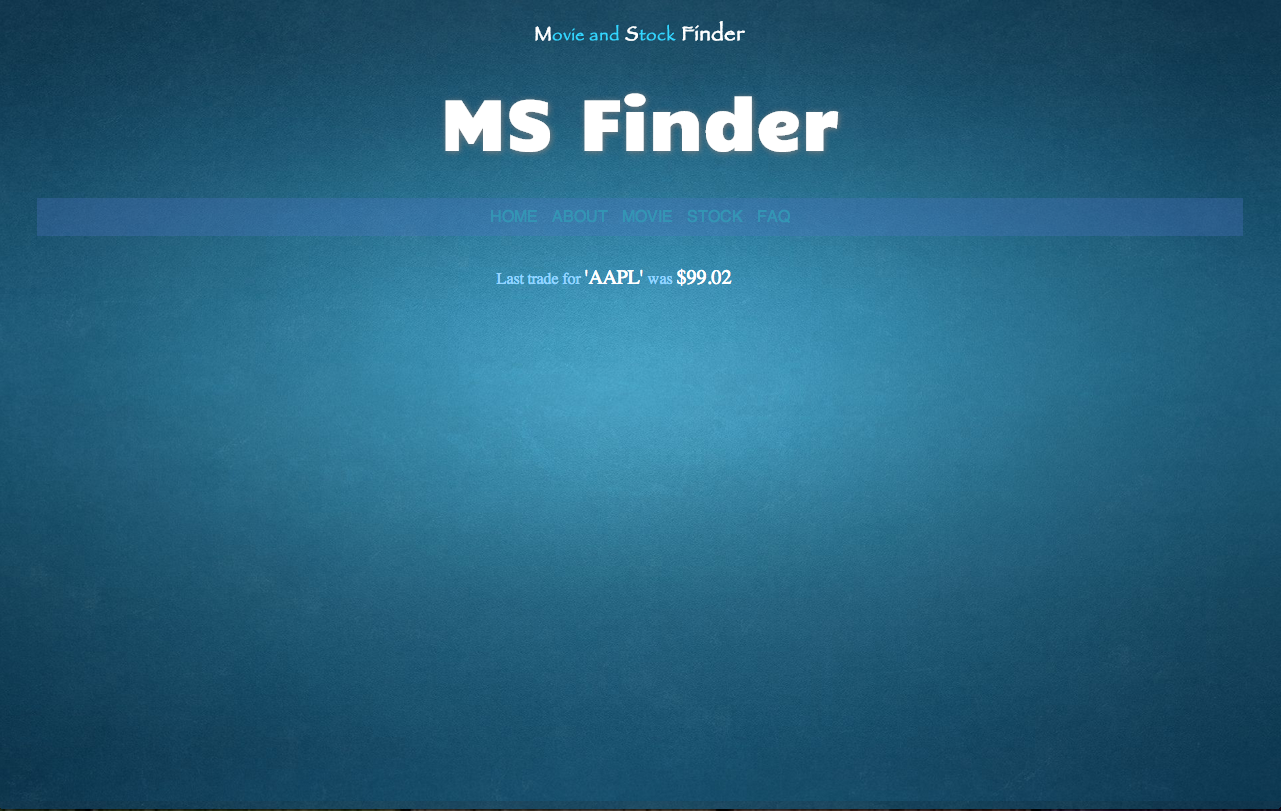 Movie and Stock Finder
MS Finder
HOME ABOUT MOVIE STOCK FAQ
Last trade for 'AAPL' was $99.02